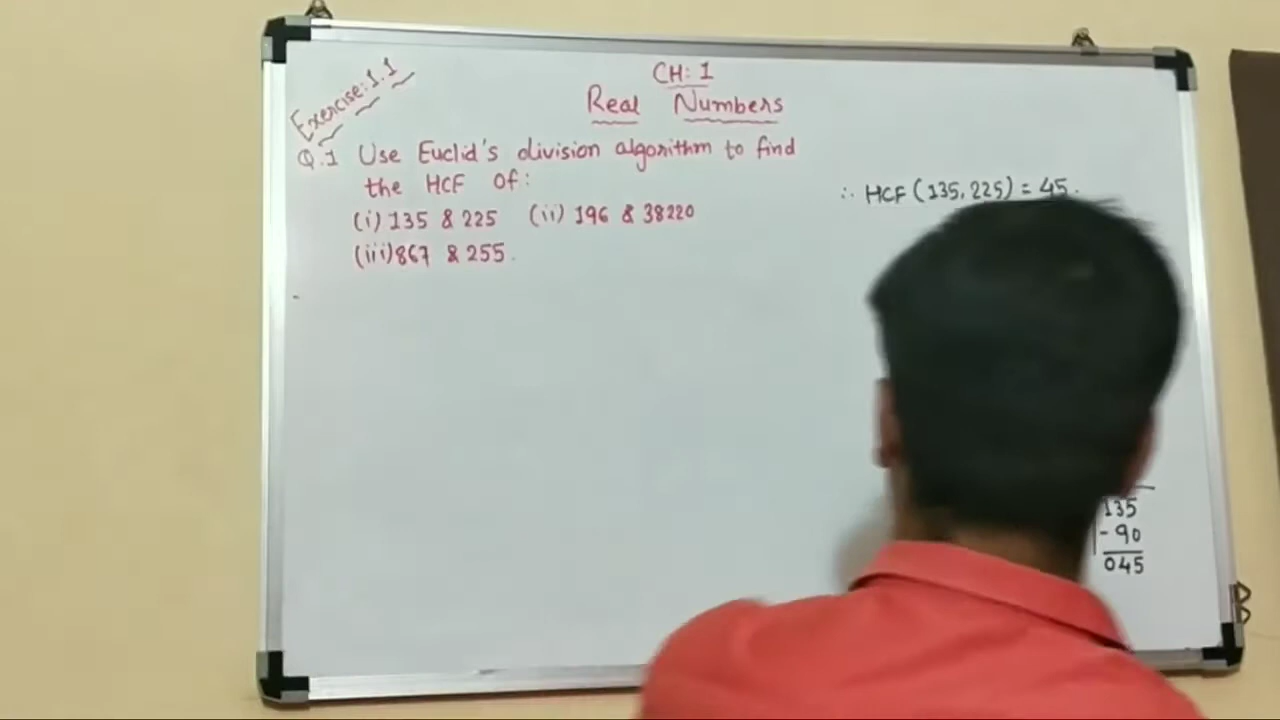 Exercise: 1.1
CH: 1
Real Numbers
Q.1 Use Euclid's division algorithm to find
the HCF Of:
(i) 135 & 225 (ii) 196 & 38220
(iii) 867 & 255.
∴ HCF (135, 225) = 45.
135
- 90
045